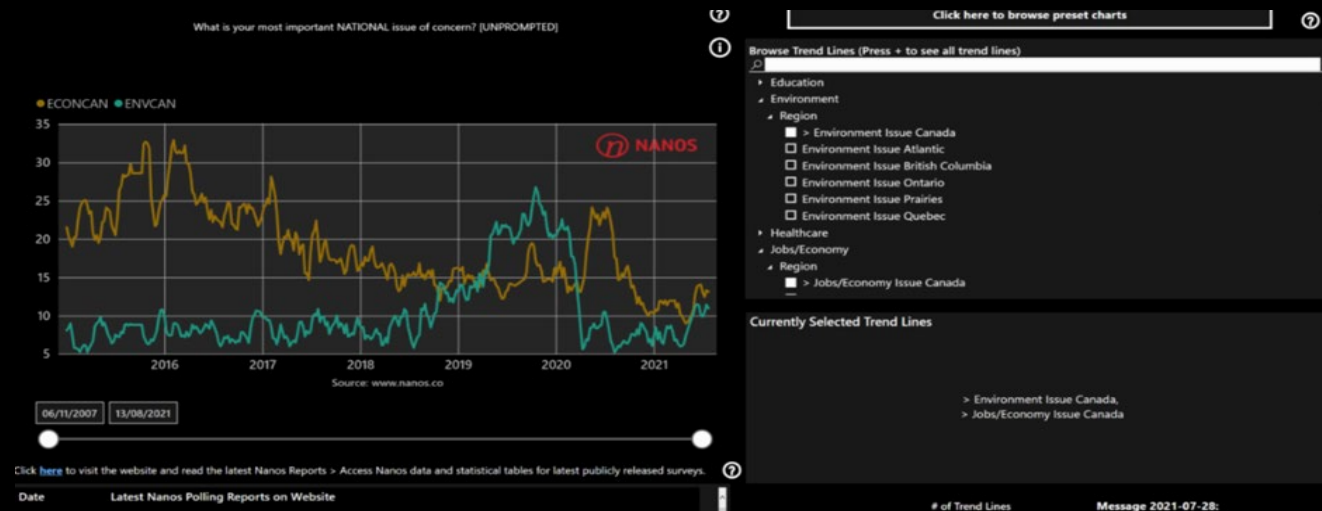 What is your most important NATIONAL issue of concern? [UNPROMPTED]
ECONCAN ENVCAN
35
30
25
20
15
10
5
NANOS
2016 2017 2018 2019 2020 2021
Source: www.nanos.co
06/11/2007 13/08/2021
Click here to visit the website and read the latest Nanos Reports > Access Nanos data and statistical tables for latest publicly released surveys.
Date Latest Nanos Polling Reports on Website
Click here to browse preset charts
Browse Trend Lines (Press + to see all trend lines)
Education
Environment
Region
> Environment Issue Canada
Environment Issue Atlantic
Environment Issue British Columbia
Environment Issue Ontario
Environment Issue Prairies
Environment Issue Quebec
Healthcare
Jobs/Economy
Region
> Jobs/Economy Issue Canada
Currently Selected Trend Lines
> Environment Issue Canada,
> Jobs/Economy Issue Canada
# of Trend Lines Message 2021-07-28: